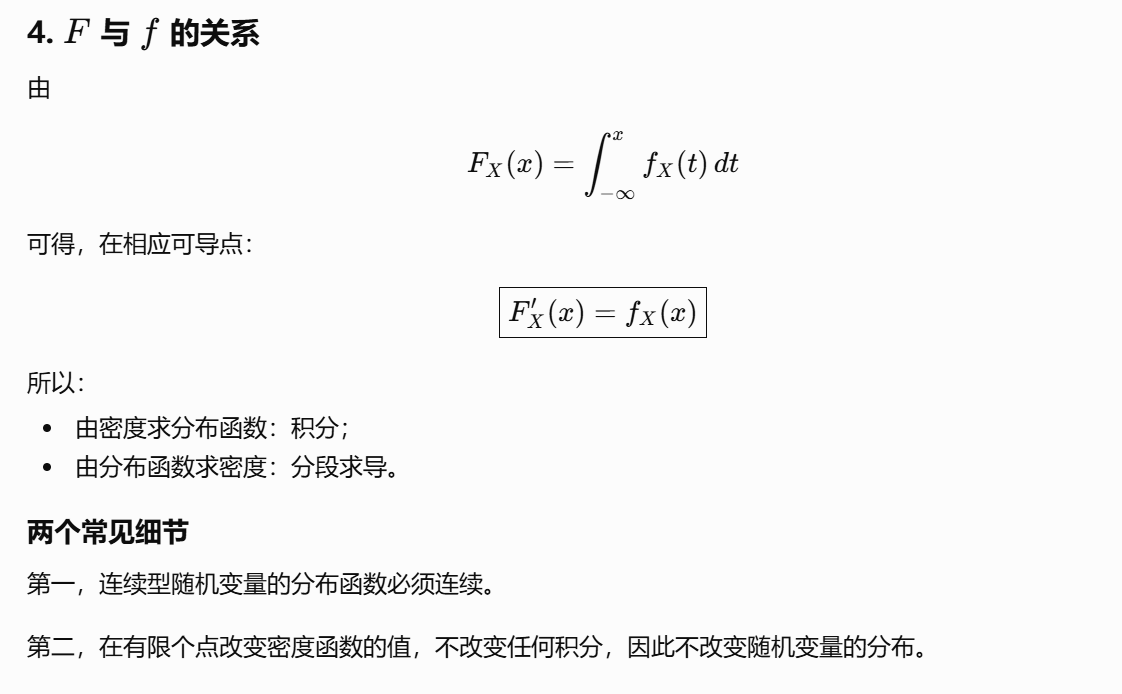 4. F 与 f 的关系
由
F_X(x) = ∫_{-∞}^{x} f_X(t) dt
可得，在相应可导点：
F'_X(x) = f_X(x)
所以：
• 由密度求分布函数：积分；
• 由分布函数求密度：分段求导。
两个常见细节
第一，连续型随机变量的分布函数必须连续。
第二，在有限个点改变密度函数的值，不改变任何积分，因此不改变随机变量的分布。